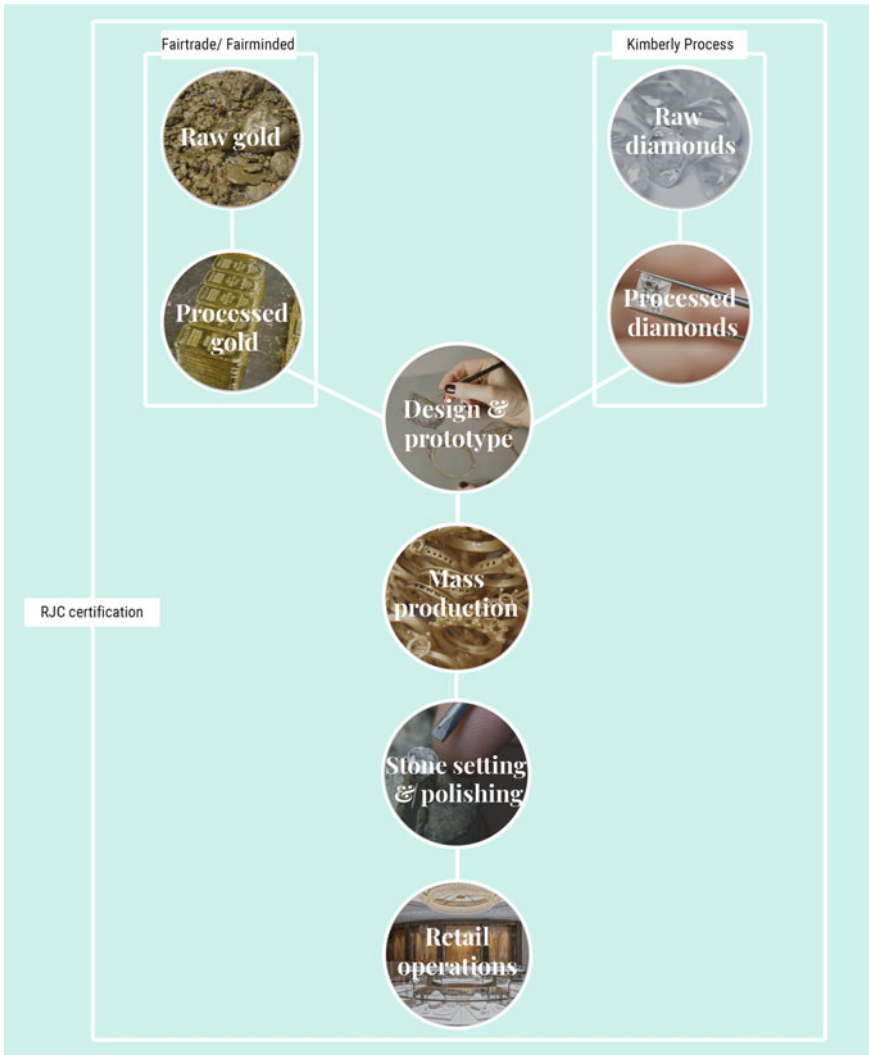 Fairtrade/ Fairminded
Kimberly Process
Raw gold
Raw
diamonds
Processed
gold
Processed
diamonds
Design &
prototype
Mass
production
RJC certification
Stone setting
& polishing
Retail
operations